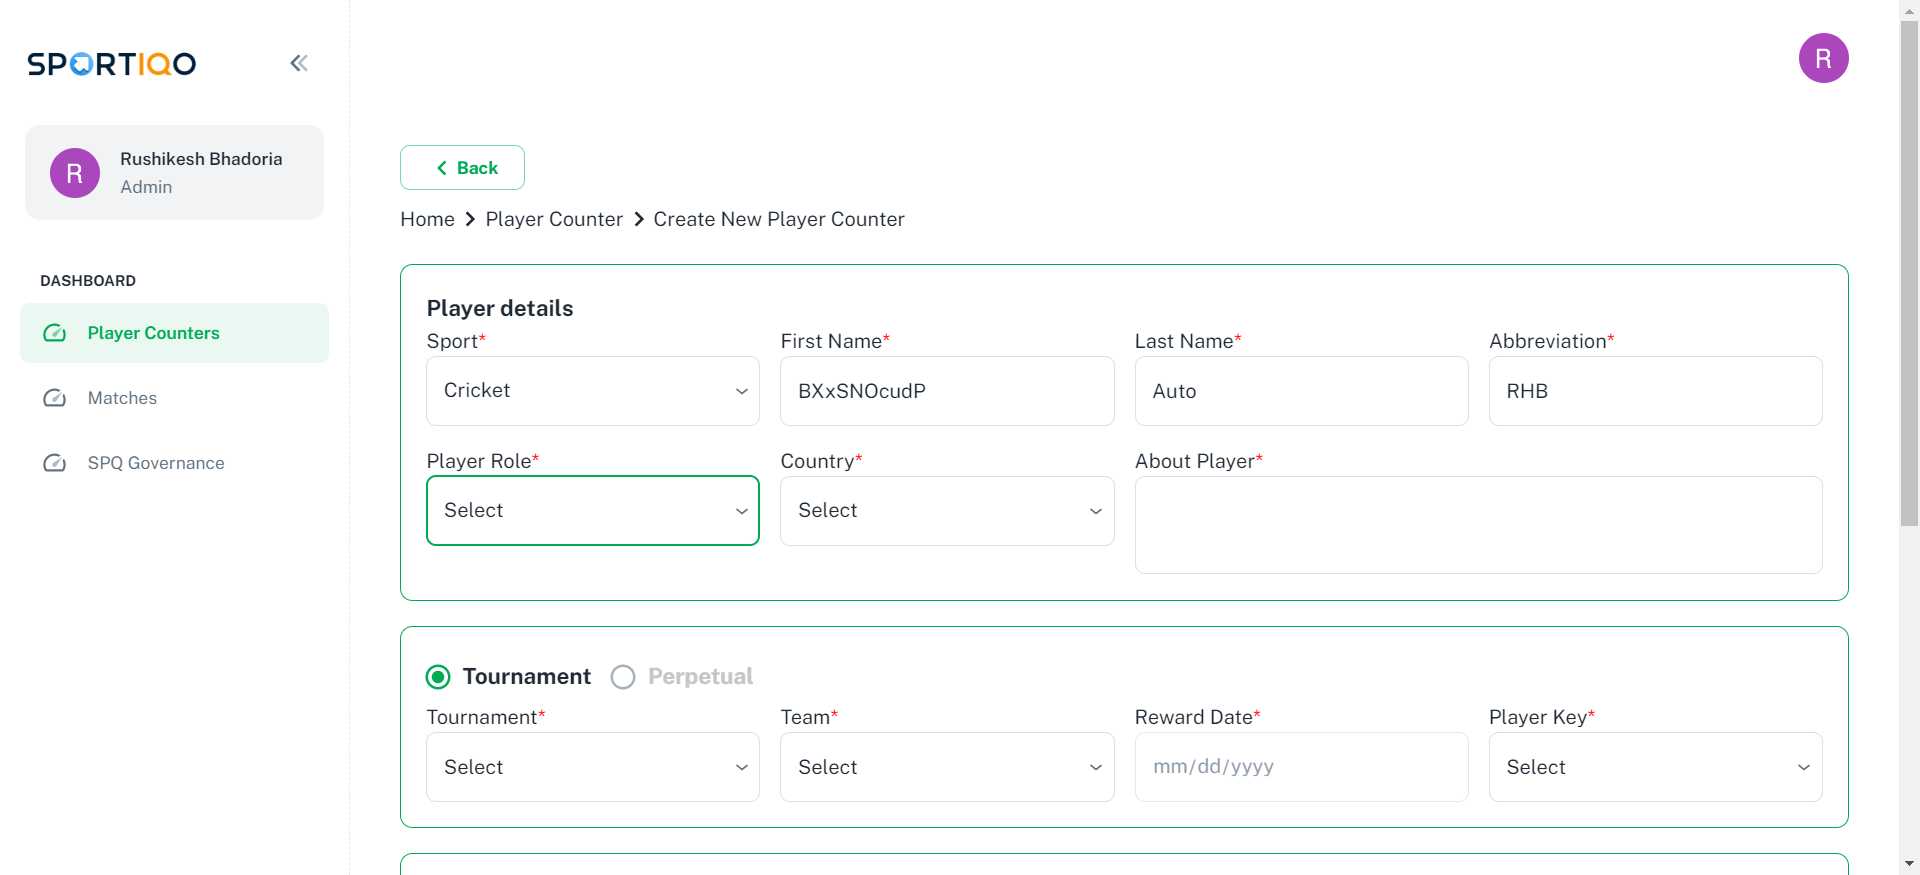 SPORTIQO
R
R
Rushikesh Bhadoria
Admin
DASHBOARD
Player Counters
Matches
SPQ Governance
Back
Home > Player Counter > Create New Player Counter
Player details
Sport* First Name* Last Name* Abbreviation*
Cricket BXxSNOcudP Auto RHB
Player Role* Country* About Player*
Select Select
Tournament Perpetual
Tournament* Team* Reward Date* Player Key*
Select Select mm/dd/yyyy Select